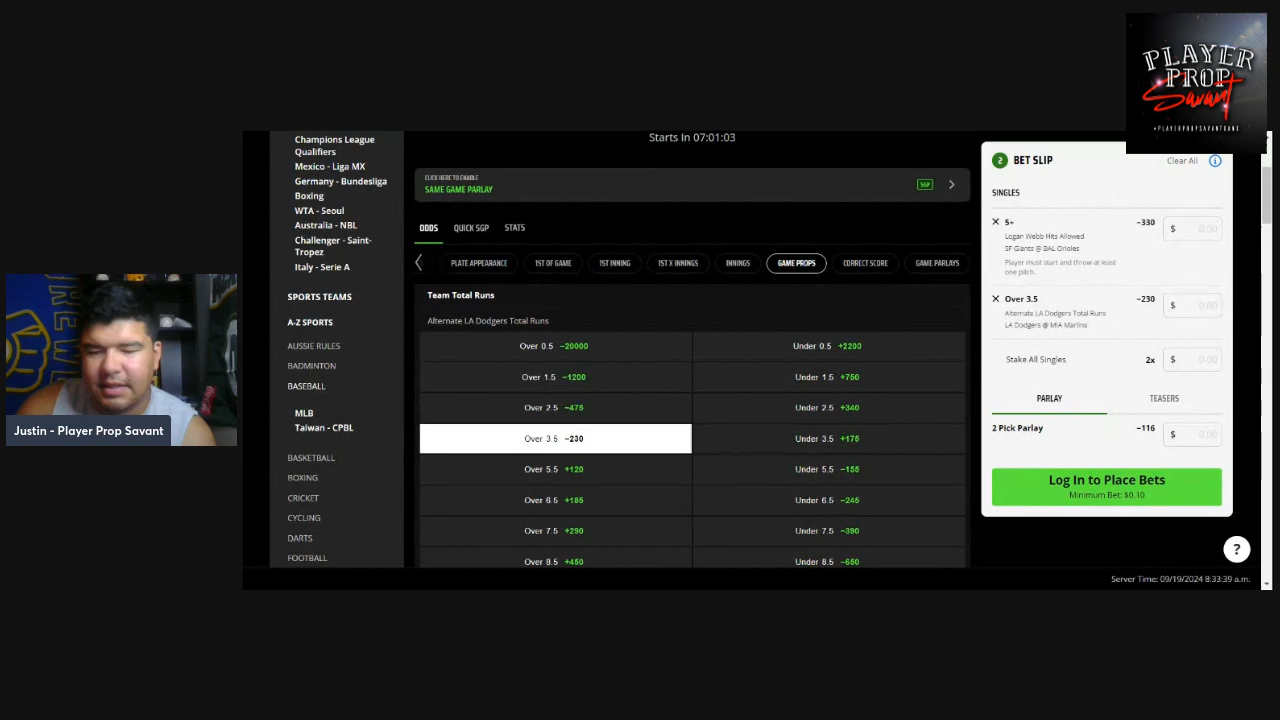 PLAYER
PROP
Savant
#PLAYERPROPSAVANTGANG
Champions League
Qualifiers
Mexico - Liga MX
Germany - Bundesliga
Boxing
WTA - Seoul
Australia - NBL
Challenger - Saint-
Tropez
Italy - Serie A
SPORTS TEAMS
A-Z SPORTS
AUSSIE RULES
BADMINTON
BASEBALL
MLB
Taiwan - CPBL
BASKETBALL
BOXING
CRICKET
CYCLING
DARTS
FOOTBALL
Starts In 07:01:03
CLICK HERE TO ENABLE
SAME GAME PARLAY
SGP
ODDS QUICK SGP STATS
PLATE APPEARANCE 1ST OF GAME 1ST INNING 1ST X INNINGS INNINGS GAME PROPS CORRECT SCORE GAME PARLAYS
Team Total Runs
Alternate LA Dodgers Total Runs
Over 0.5 −20000 Under 0.5 +2200
Over 1.5 −1200 Under 1.5 +750
Over 2.5 −475 Under 2.5 +340
Over 3.5 −230 Under 3.5 +175
Over 5.5 +120 Under 5.5 −155
Over 6.5 +185 Under 6.5 −245
Over 7.5 +290 Under 7.5 −390
Over 8.5 +450 Under 8.5 −650
2 BET SLIP Clear All i
SINGLES
5+ −330 $ 0.00
Logan Webb Hits Allowed
SF Giants @ BAL Orioles
Player must start and throw at least
one pitch.
Over 3.5 −230 $ 0.00
Alternate LA Dodgers Total Runs
LA Dodgers @ MIA Marlins
Stake All Singles 2x $ 0.00
PARLAY TEASERS
2 Pick Parlay −116 $ 0.00
Log In to Place Bets
Minimum Bet: $0.10
?
Server Time: 09/19/2024 8:33:39 a.m.
Justin - Player Prop Savant